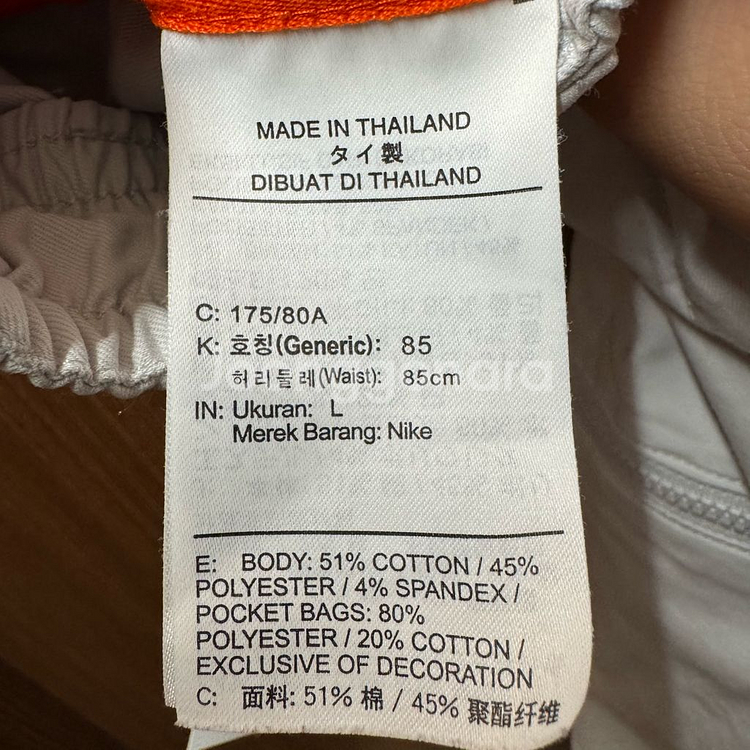 MADE IN THAILAND
タイ製
DIBUAT DI THAILAND
C: 175/80A
K: 호칭(Generic): 85
허리둘레(Waist): 85cm
IN: Ukuran: L
Merek Barang: Nike
E: BODY: 51% COTTON / 45%
POLYESTER / 4% SPANDEX /
POCKET BAGS: 80%
POLYESTER / 20% COTTON /
EXCLUSIVE OF DECORATION
C: 面料: 51% 棉 / 45% 聚酯纤维